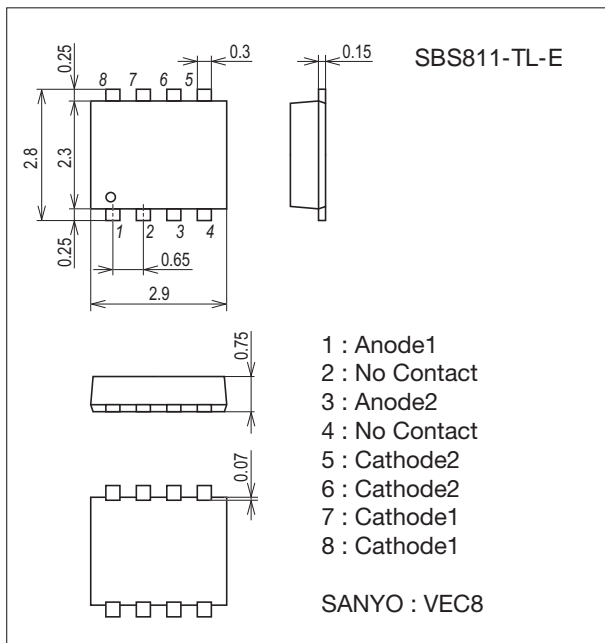 0.25
0.3
0.15
SBS811-TL-E
8 7 6 5
2.8
2.3
0.25
1 2 3 4
0.65
2.9
0.75
1 : Anode1
2 : No Contact
3 : Anode2
4 : No Contact
5 : Cathode2
6 : Cathode2
7 : Cathode1
8 : Cathode1
0.07
SANYO : VEC8